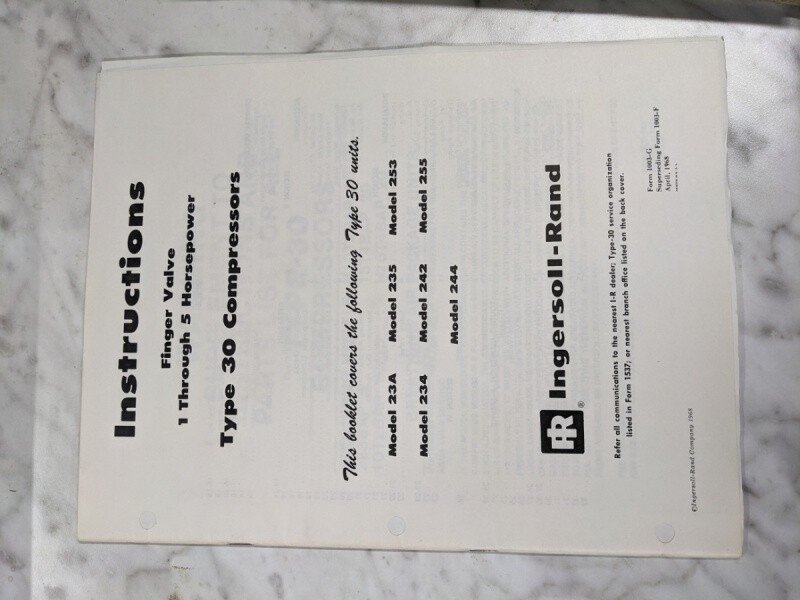 Instructions
Finger Valve
1 Through 5 Horsepower
Type 30 Compressors
This booklet covers the following Type 30 units.
Model 23A Model 235 Model 253
Model 234 Model 242 Model 255
Model 244
IR ® Ingersoll-Rand
Refer all communications to the nearest I-R dealer; Type-30 service organization
listed in Form 1537; or nearest branch office listed on the back cover.
Form 1003-G
Superseding Form 1003-F
April, 1968
©Ingersoll-Rand Company 1968